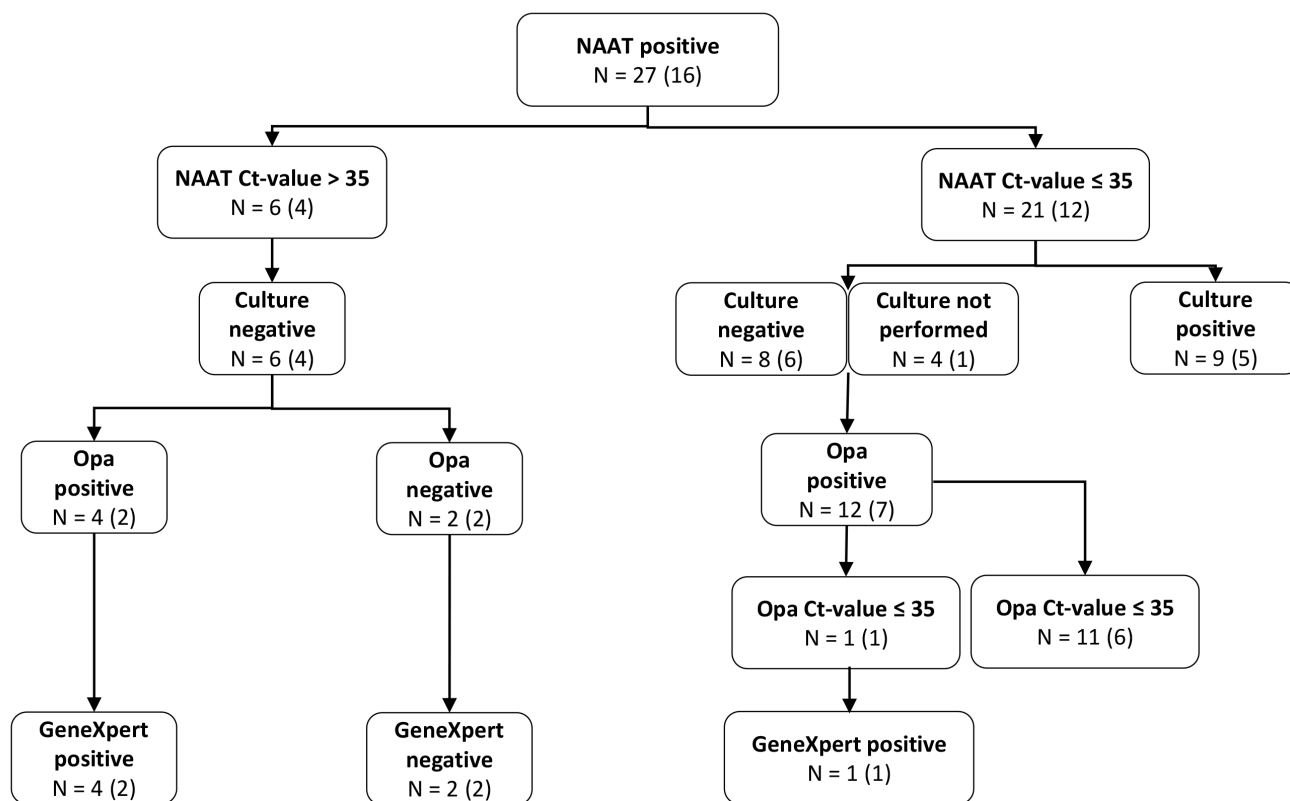 NAAT positive
N = 27 (16)
NAAT Ct-value > 35
N = 6 (4)
NAAT Ct-value ≤ 35
N = 21 (12)
Culture
negative
N = 6 (4)
Culture
negative
N = 8 (6)
Culture not
performed
N = 4 (1)
Culture
positive
N = 9 (5)
Opa
positive
N = 4 (2)
Opa
negative
N = 2 (2)
Opa
positive
N = 12 (7)
Opa Ct-value ≤ 35
N = 1 (1)
Opa Ct-value ≤ 35
N = 11 (6)
GeneXpert
positive
N = 4 (2)
GeneXpert
negative
N = 2 (2)
GeneXpert positive
N = 1 (1)